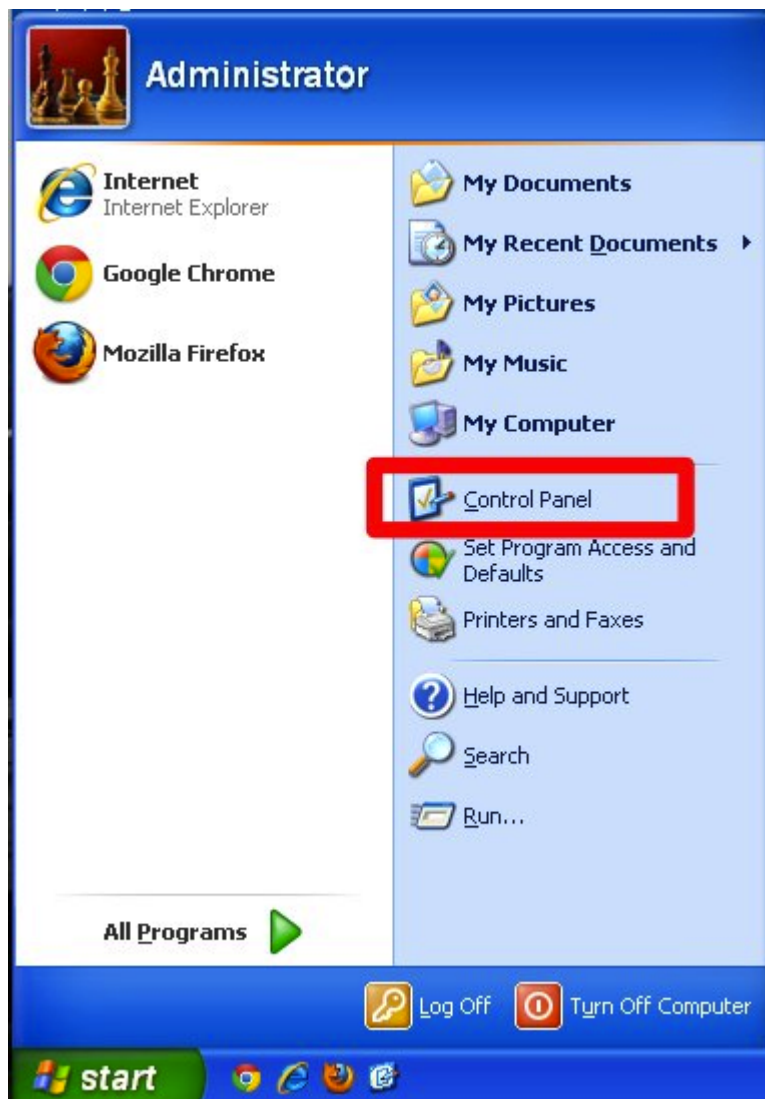 Administrator
Internet
Internet Explorer
Google Chrome
Mozilla Firefox
All Programs
My Documents
My Recent Documents
My Pictures
My Music
My Computer
Control Panel
Set Program Access and
Defaults
Printers and Faxes
Help and Support
Search
Run...
Log Off
Turn Off Computer
start